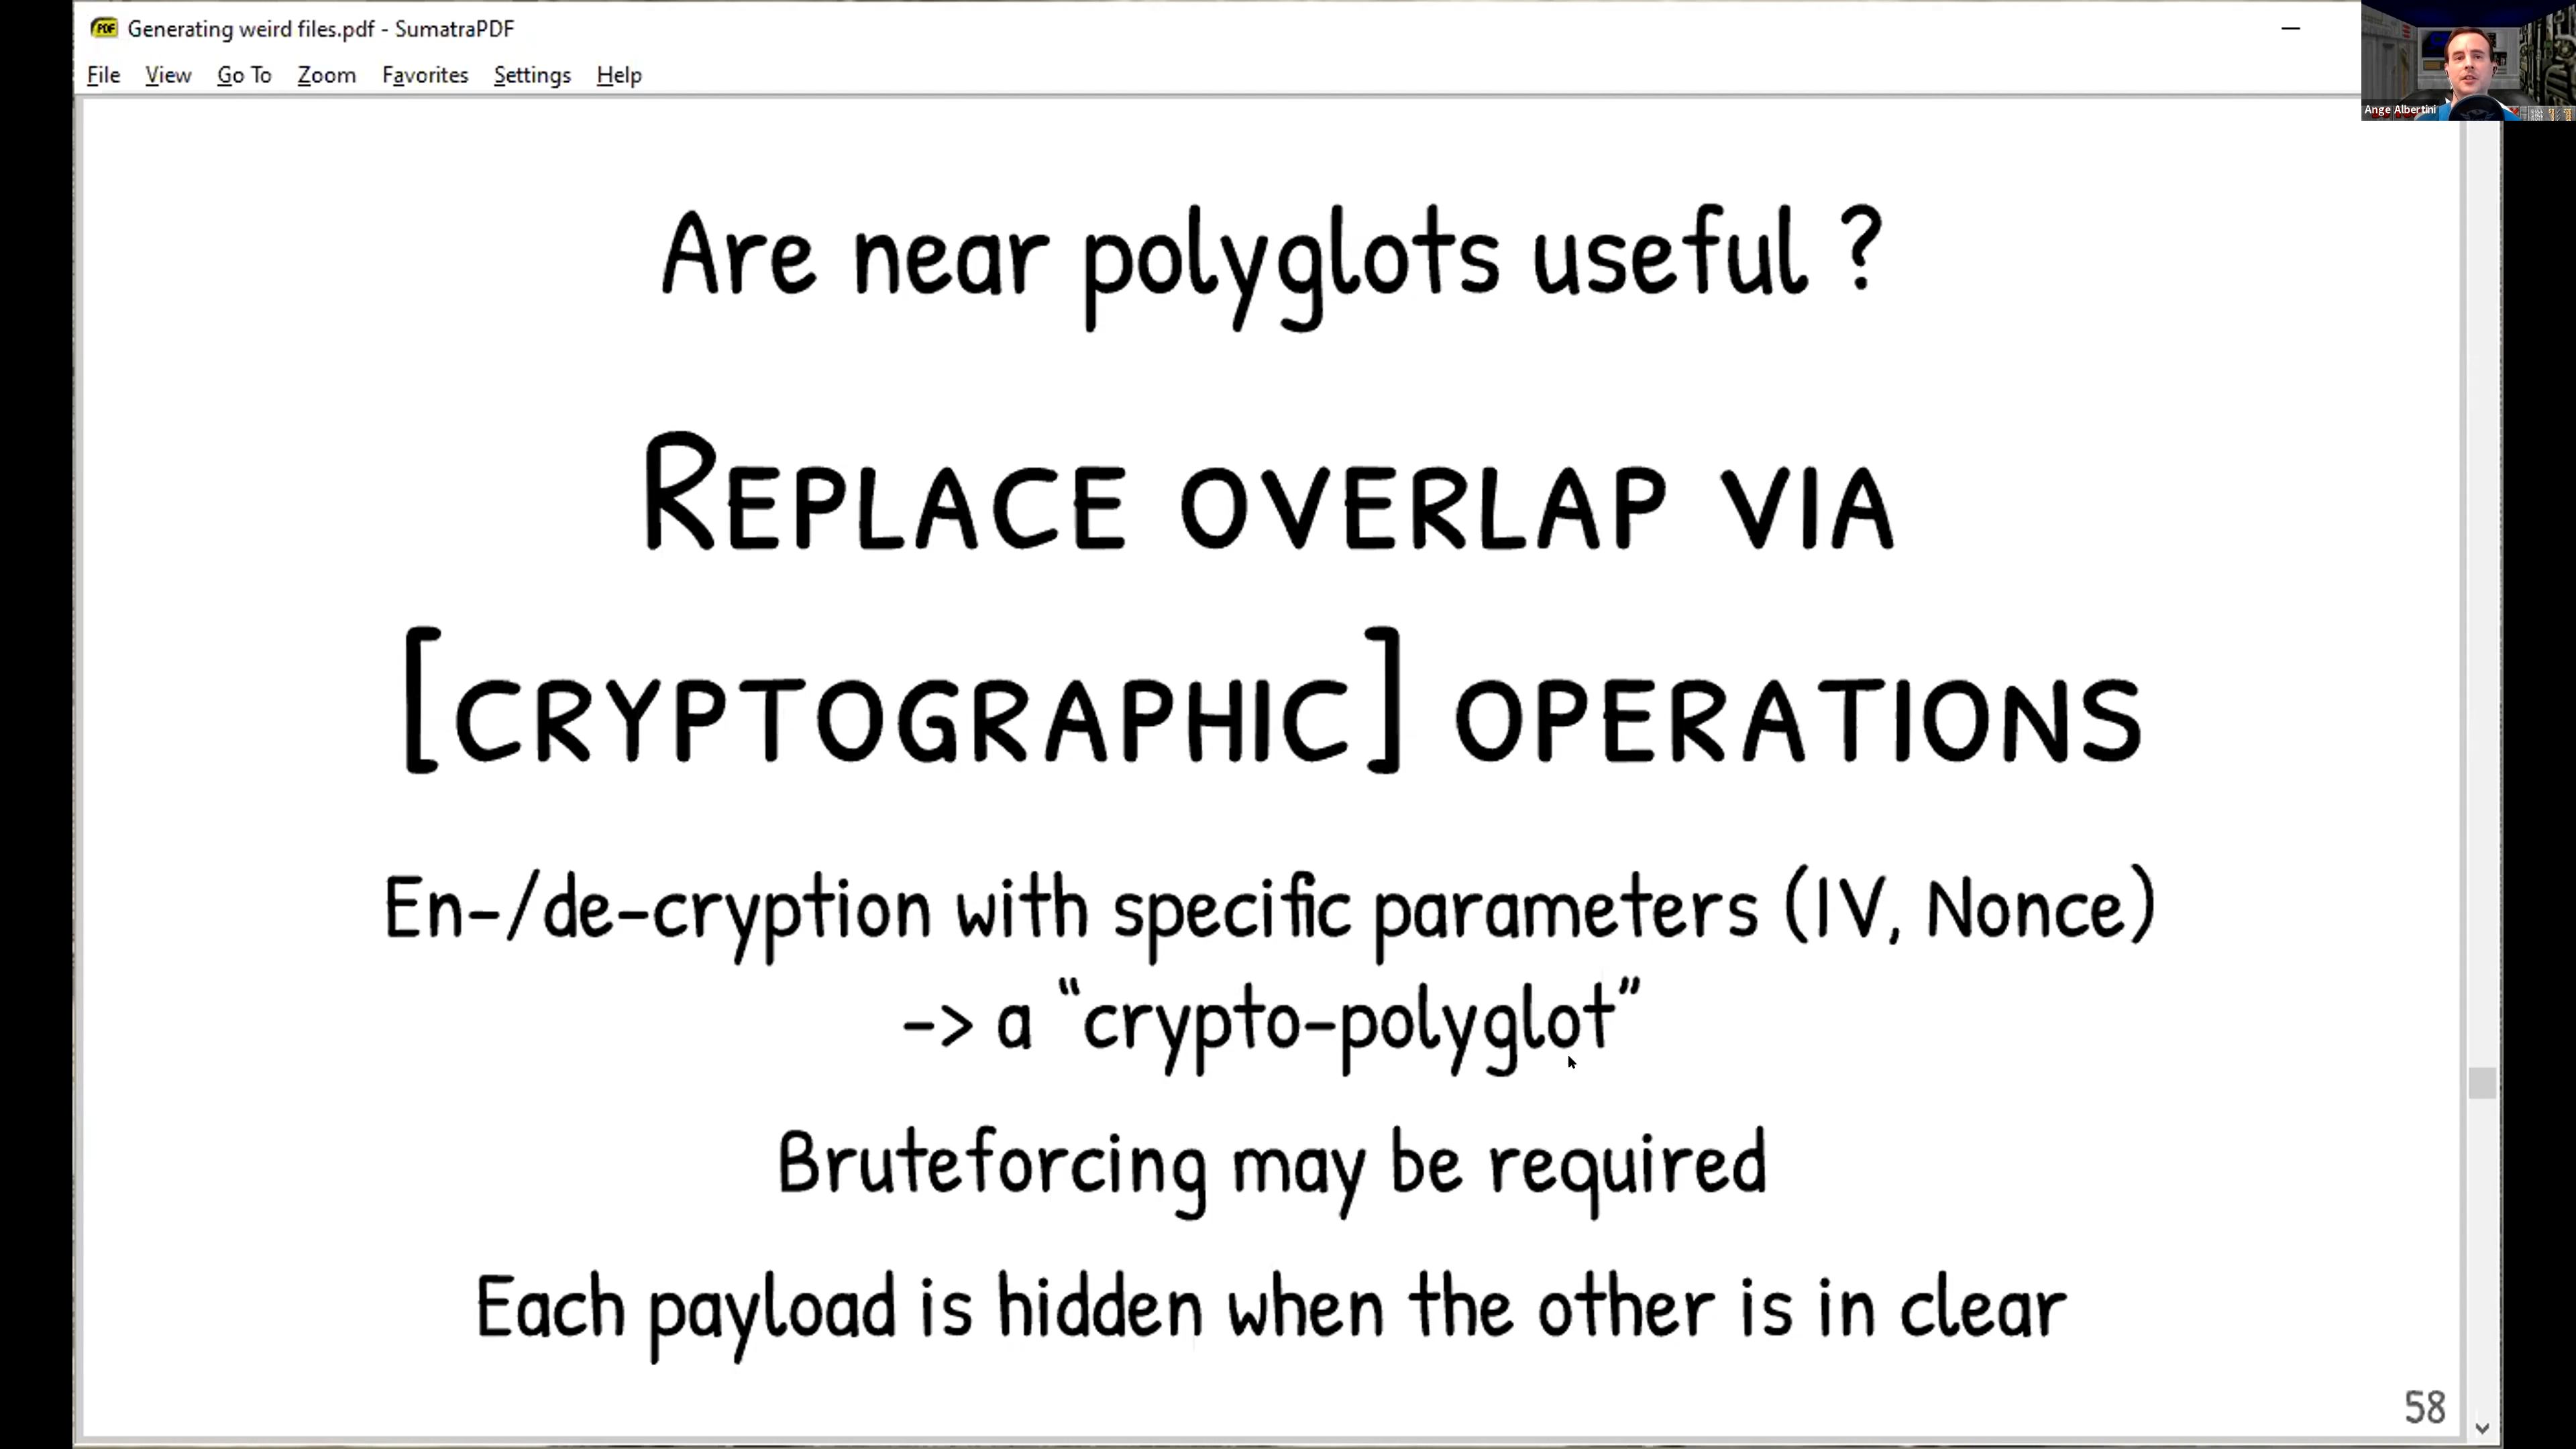 Generating weird files.pdf - SumatraPDF
File View Go To Zoom Favorites Settings Help
Ange Albertini
Are near polyglots useful ?
REPLACE OVERLAP VIA
[CRYPTOGRAPHIC] OPERATIONS
En-/de-cryption with specific parameters (IV, Nonce)
-> a “crypto-polyglot”
Bruteforcing may be required
Each payload is hidden when the other is in clear
58